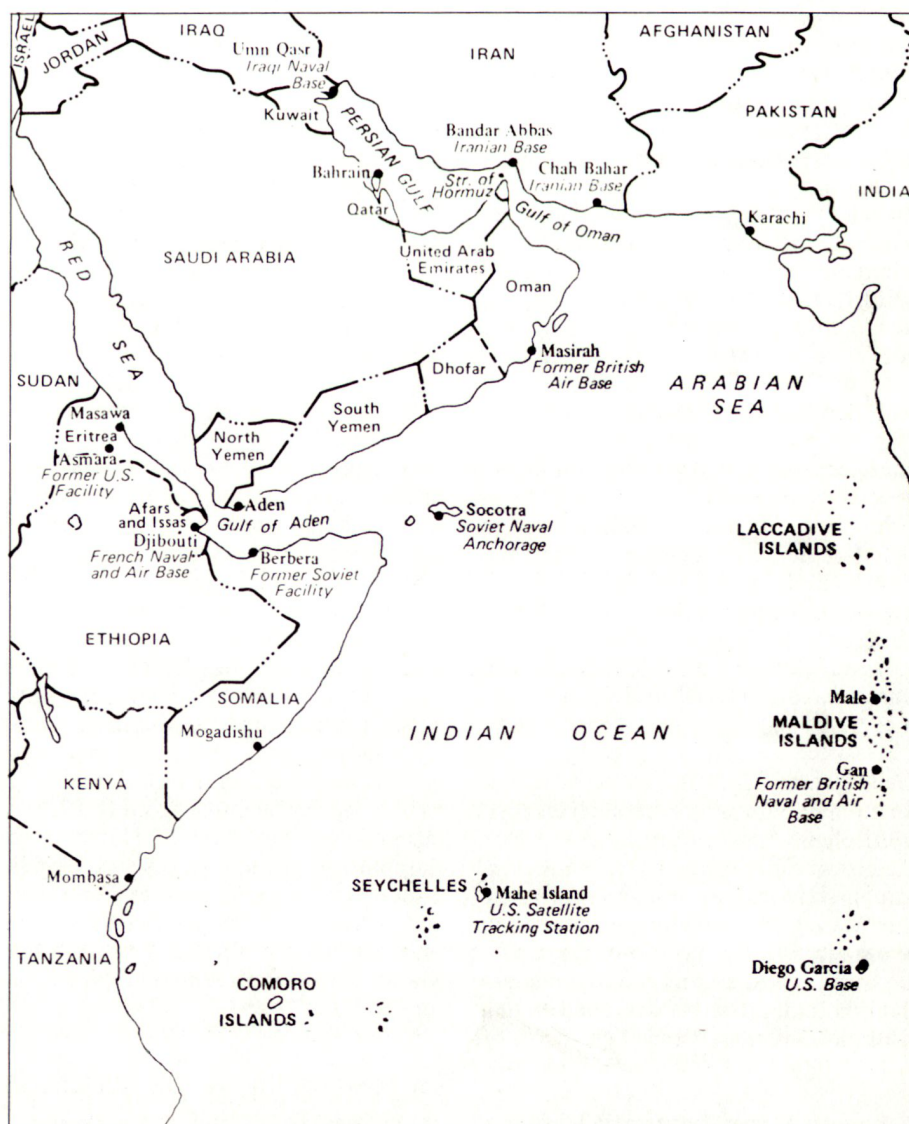 ISRAEL
JORDAN
IRAQ
Umn Qasr
Iraqi Naval
Base
IRAN
AFGHANISTAN
PAKISTAN
INDIA
Kuwait
PERSIAN GULF
Bandar Abbas
Iranian Base
Chah Bahar
Iranian Base
Bahrain
Str. of
Hormuz
Qatar
Gulf of Oman
Karachi
RED SEA
SAUDI ARABIA
United Arab
Emirates
Oman
Masirah
Former British
Air Base
Dhofar
ARABIAN
SEA
SUDAN
Masawa
Eritrea
Asmara
Former U.S.
Facility
North
Yemen
South
Yemen
Aden
Gulf of Aden
Afars
and Issas
Djibouti
French Naval
and Air Base
Berbera
Former Soviet
Facility
Socotra
Soviet Naval
Anchorage
LACCADIVE
ISLANDS
ETHIOPIA
SOMALIA
Mogadishu
INDIAN OCEAN
Male
MALDIVE
ISLANDS
Gan
Former British
Naval and Air
Base
KENYA
Mombasa
SEYCHELLES
Mahe Island
U.S. Satellite
Tracking Station
TANZANIA
COMORO
ISLANDS
Diego Garcia
U.S. Base